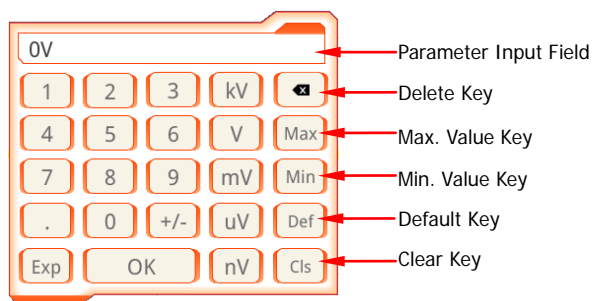 0V
Parameter Input Field
1 2 3 kV
Delete Key
4 5 6 V Max
Max. Value Key
7 8 9 mV Min
Min. Value Key
. 0 +/- uV Def
Default Key
Exp OK nV Cls
Clear Key